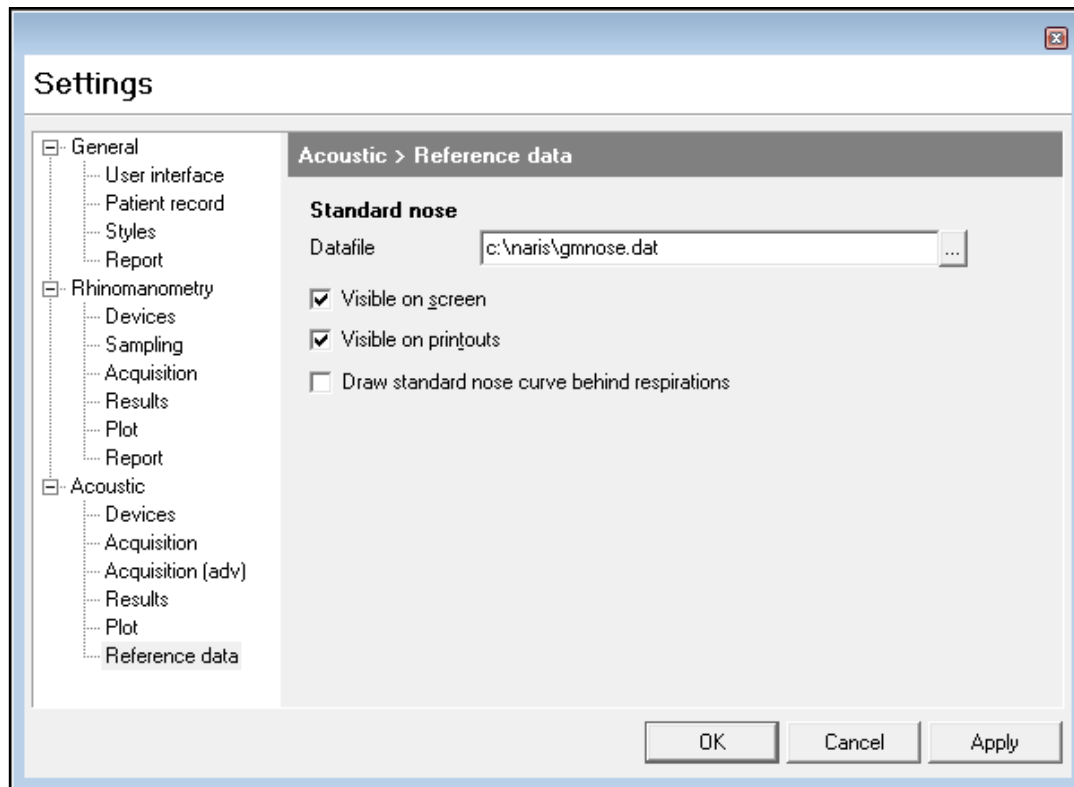 Settings
General
User interface
Patient record
Styles
Report
Rhinomanometry
Devices
Sampling
Acquisition
Results
Plot
Report
Acoustic
Devices
Acquisition
Acquisition (adv)
Results
Plot
Reference data
Acoustic > Reference data
Standard nose
Datafile c:\naris\gmnose.dat ...
Visible on screen
Visible on printouts
Draw standard nose curve behind respirations
OK Cancel Apply